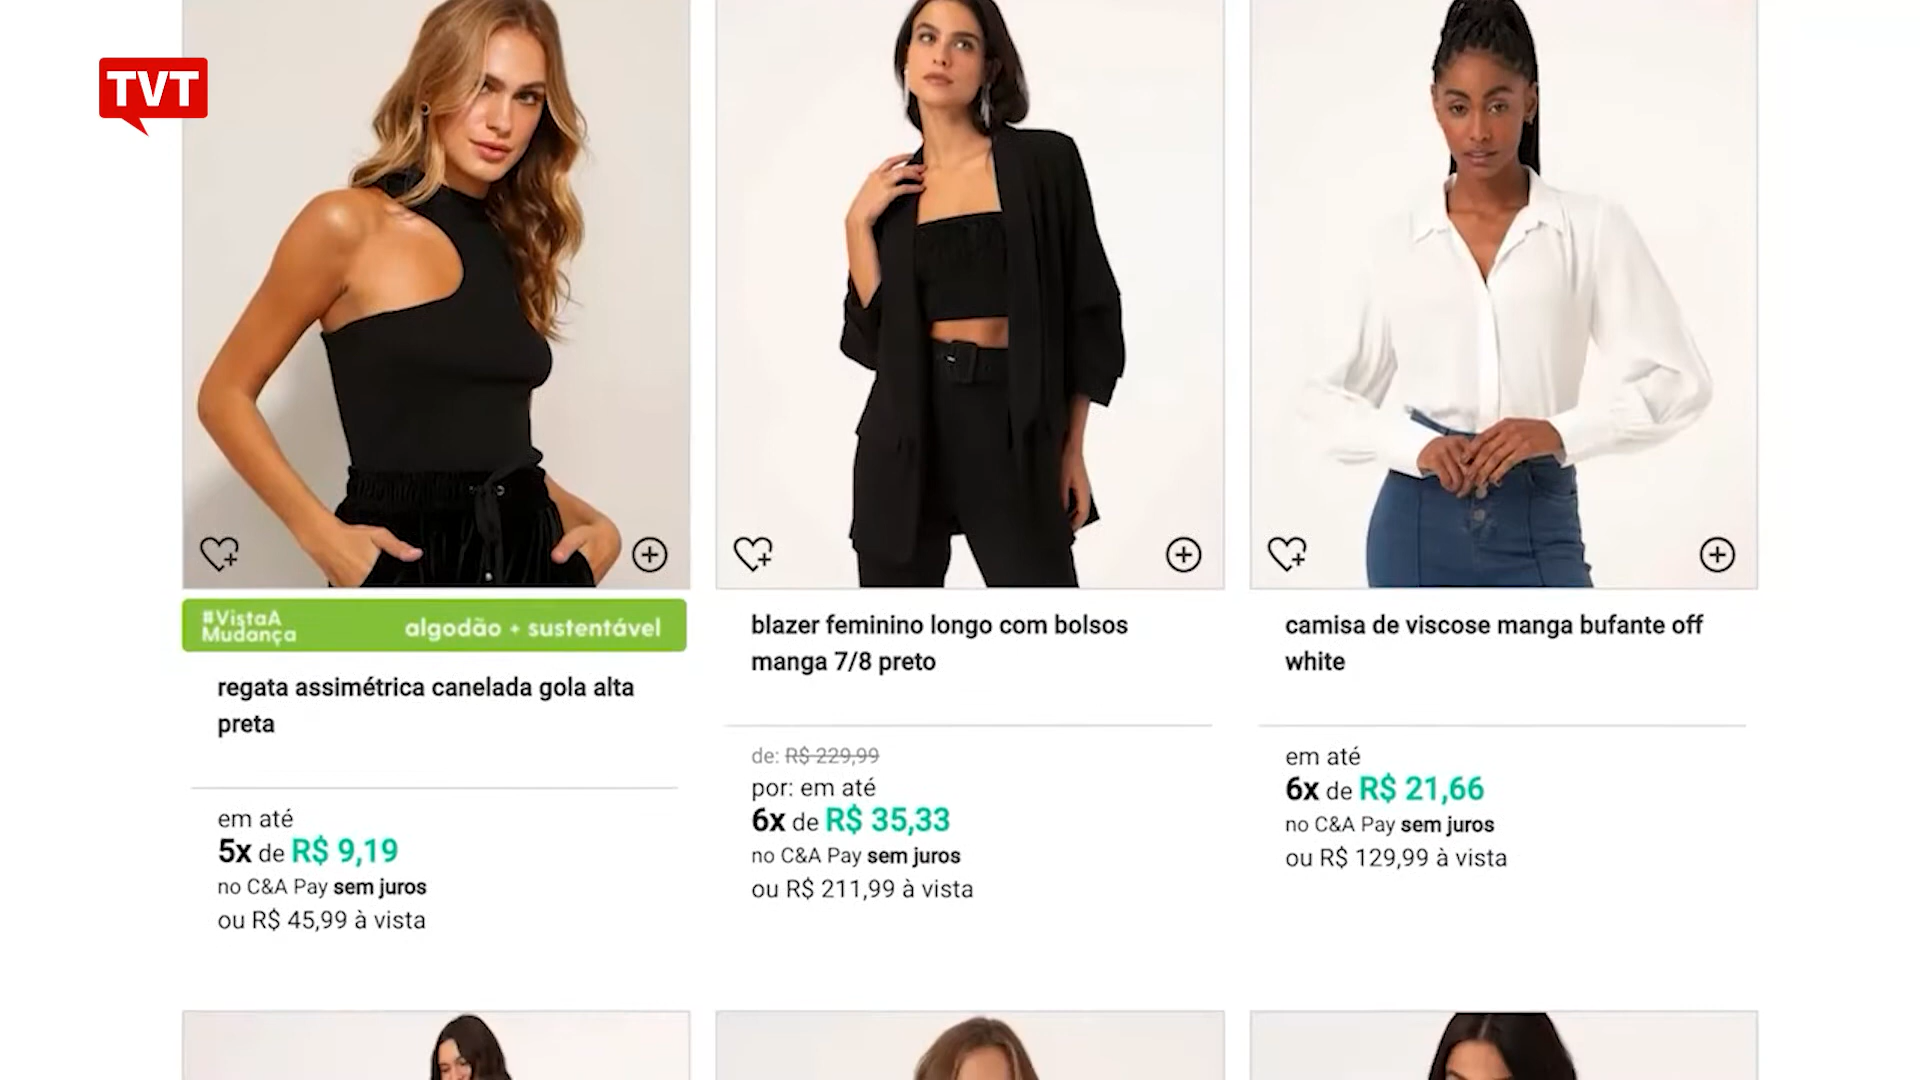 TVT
#VistaA
Mudança
algodão + sustentável
regata assimétrica canelada gola alta
preta
em até
5x de R$ 9,19
no C&A Pay sem juros
ou R$ 45,99 à vista
blazer feminino longo com bolsos
manga 7/8 preto
de: R$ 229,99
por: em até
6x de R$ 35,33
no C&A Pay sem juros
ou R$ 211,99 à vista
camisa de viscose manga bufante off
white
em até
6x de R$ 21,66
no C&A Pay sem juros
ou R$ 129,99 à vista